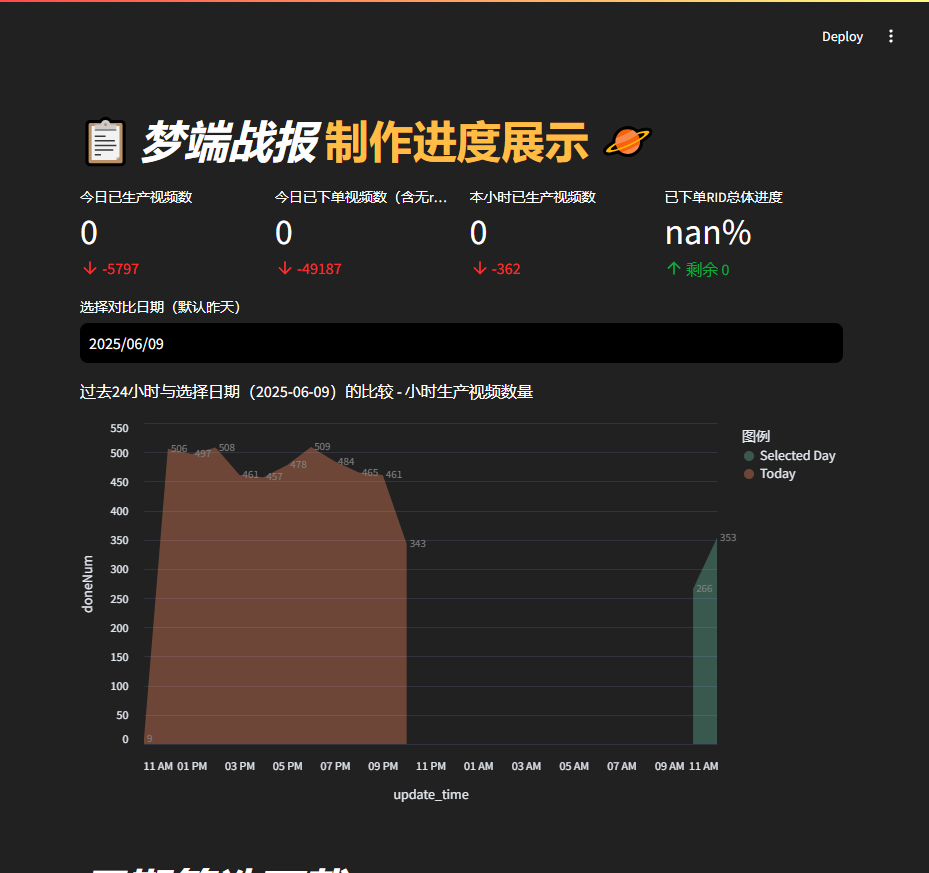 Deploy
梦端战报 制作进度展示
今日已生产视频数
0
-5797
今日已下单视频数（含无r...
0
-49187
本小时已生产视频数
0
-362
已下单RID总体进度
nan%
剩余 0
选择对比日期（默认昨天）
2025/06/09
过去24小时与选择日期（2025-06-09）的比较 - 小时生产视频数量
550
500
450
400
350
300
250
200
150
100
50
0
doneNum
506
497
508
461
457
478
509
484
465
461
343
9
266
353
图例
Selected Day
Today
11 AM 01 PM 03 PM 05 PM 07 PM 09 PM 11 PM 01 AM 03 AM 05 AM 07 AM 09 AM 11 AM
update_time